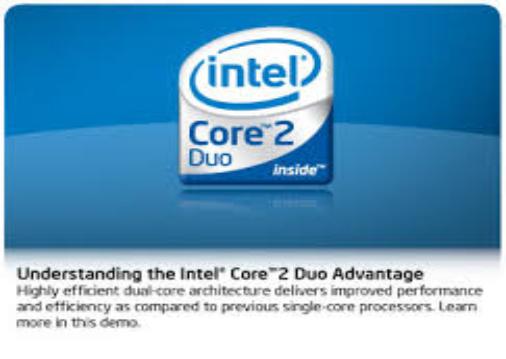 intel®
Core™2
Duo
inside™
Understanding the Intel® Core™2 Duo Advantage
Highly efficient dual-core architecture delivers improved performance
and efficiency as compared to previous single-core processors. Learn
more in this demo.